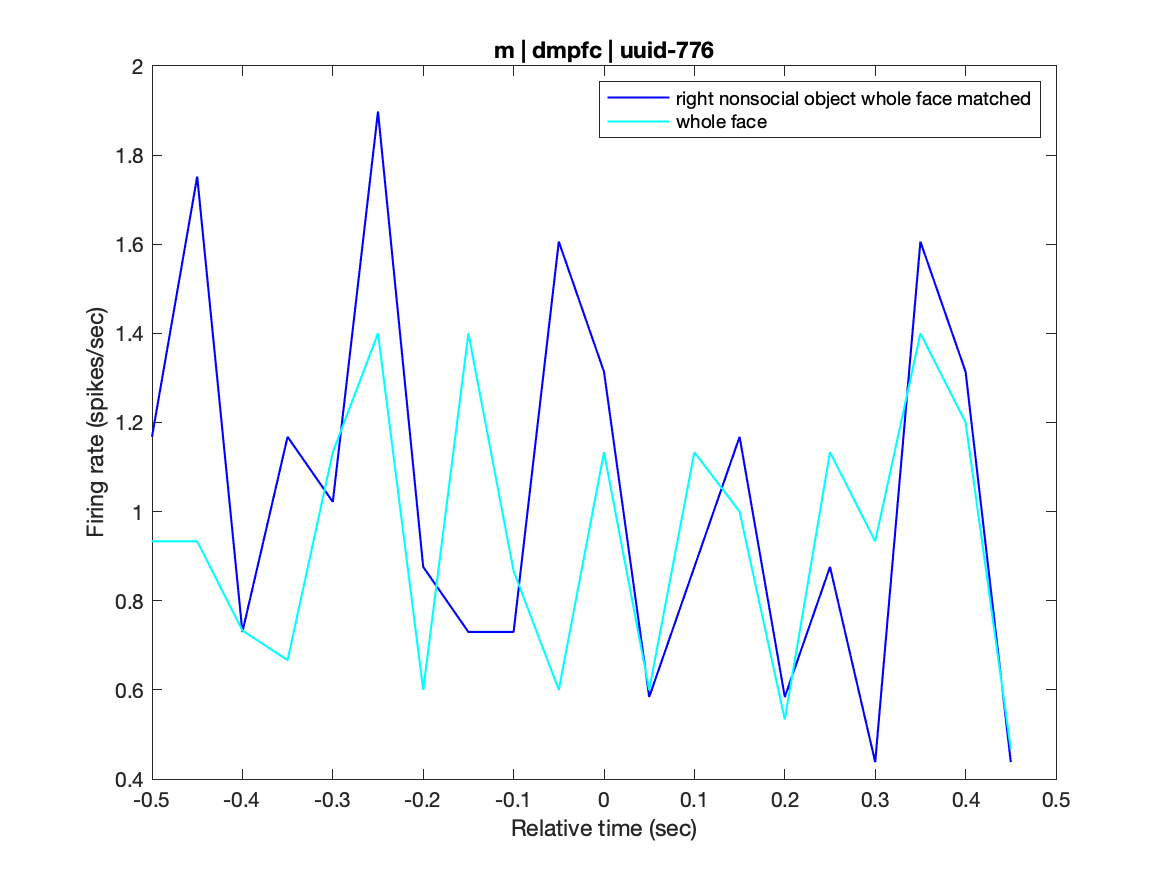 m | dmpfc | uuid-776
right nonsocial object whole face matched
whole face
Firing rate (spikes/sec)
2
1.8
1.6
1.4
1.2
1
0.8
0.6
0.4
-0.5 -0.4 -0.3 -0.2 -0.1 0 0.1 0.2 0.3 0.4 0.5
Relative time (sec)